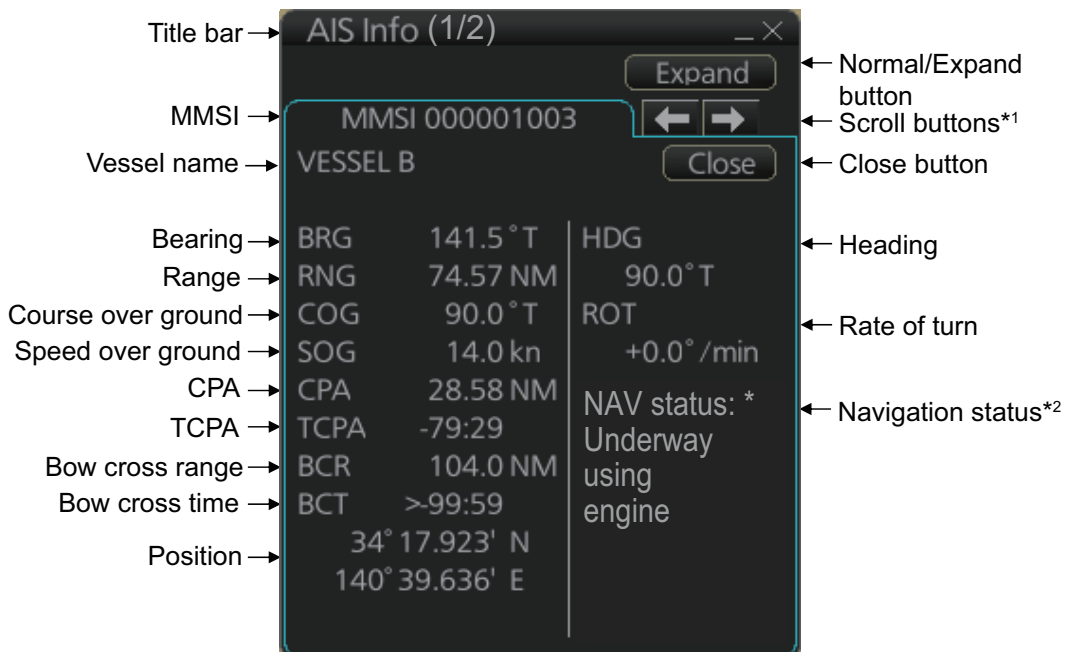 Title bar
AIS Info (1/2)
Expand
Normal/Expand
button
MMSI
MMSI 000001003
Scroll buttons*1
Vessel name
VESSEL B
Close
Close button
Bearing
BRG 141.5°T
HDG
Heading
Range
RNG 74.57 NM
90.0°T
Course over ground
COG 90.0°T
ROT
Rate of turn
Speed over ground
SOG 14.0 kn
+0.0°/min
CPA
CPA 28.58 NM
NAV status: *
Navigation status*2
TCPA
TCPA -79:29
Underway
Bow cross range
BCR 104.0 NM
using
Bow cross time
BCT >-99:59
engine
Position
34°17.923' N
140°39.636' E